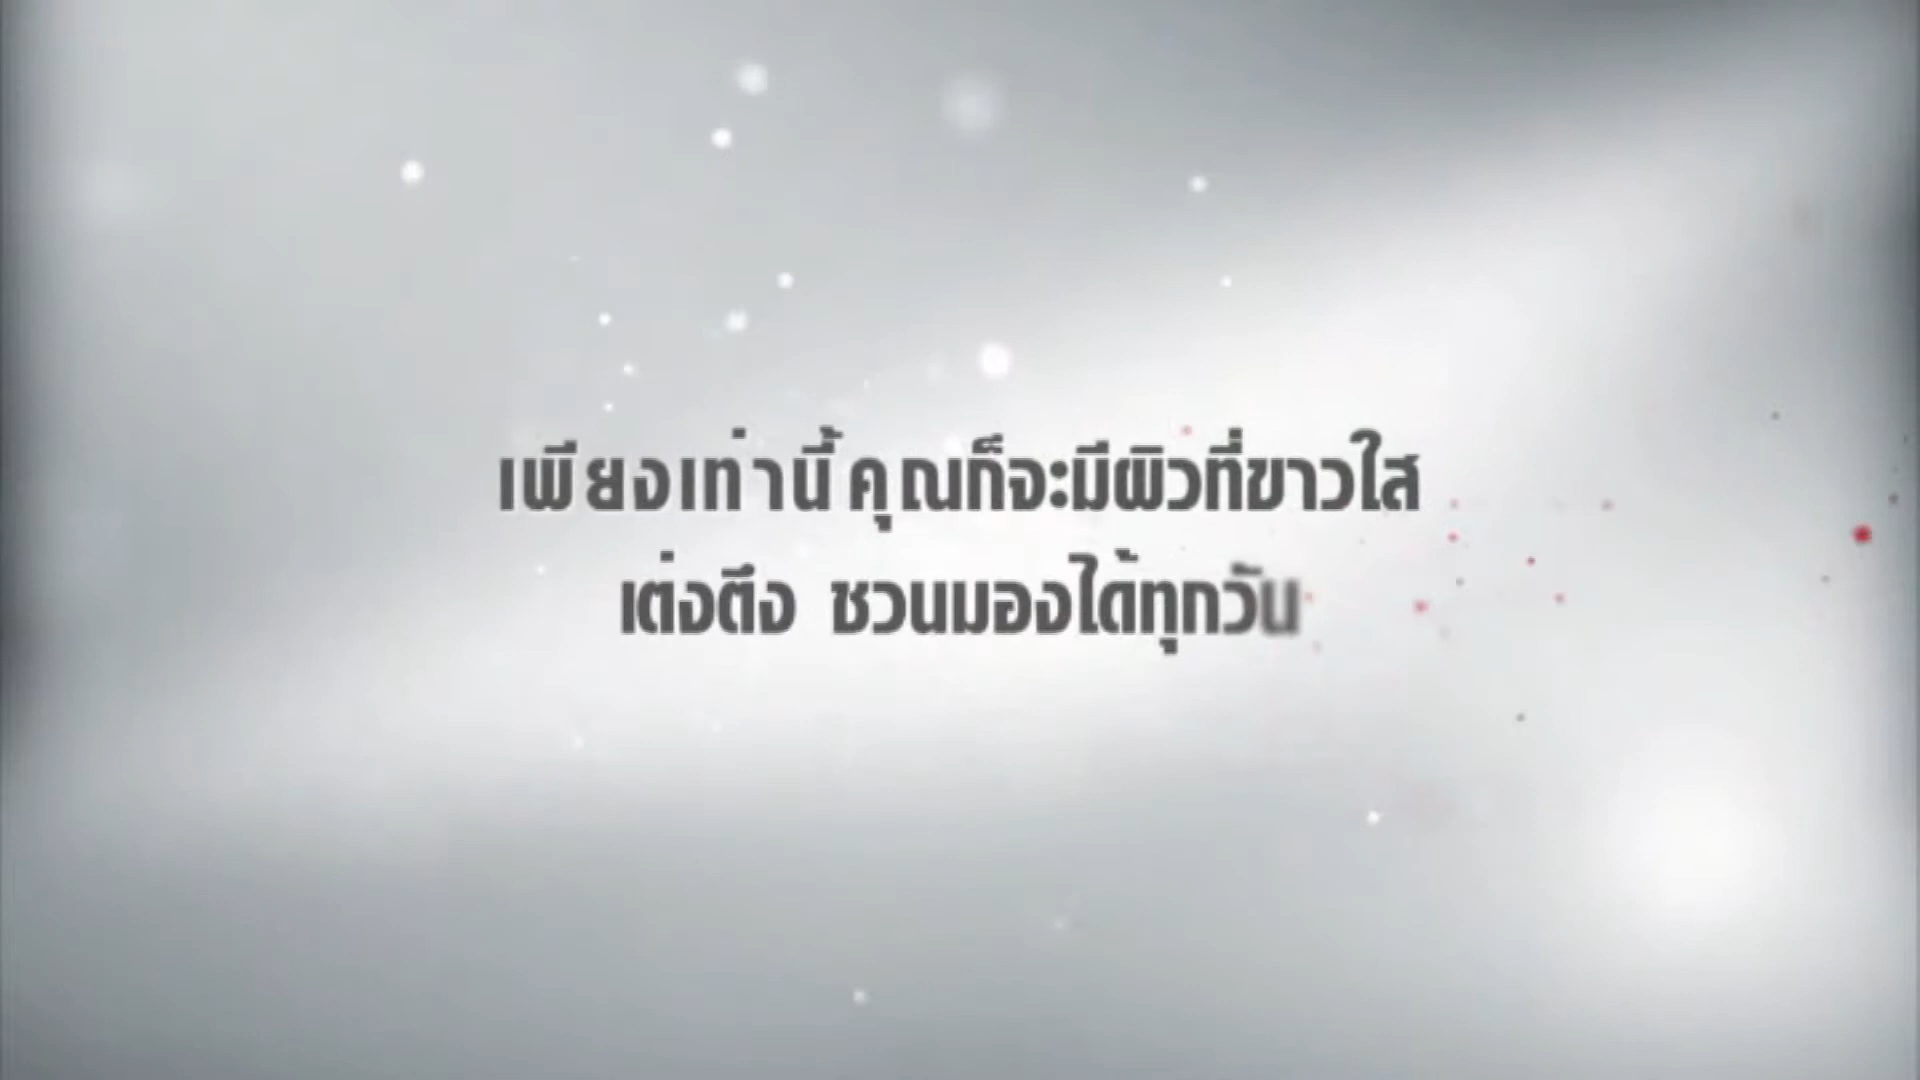 เพียงเท่านี้คุณก็จะมีผิวที่ขาวใส
เต่งตึง ชวนมองได้ทุกวัน